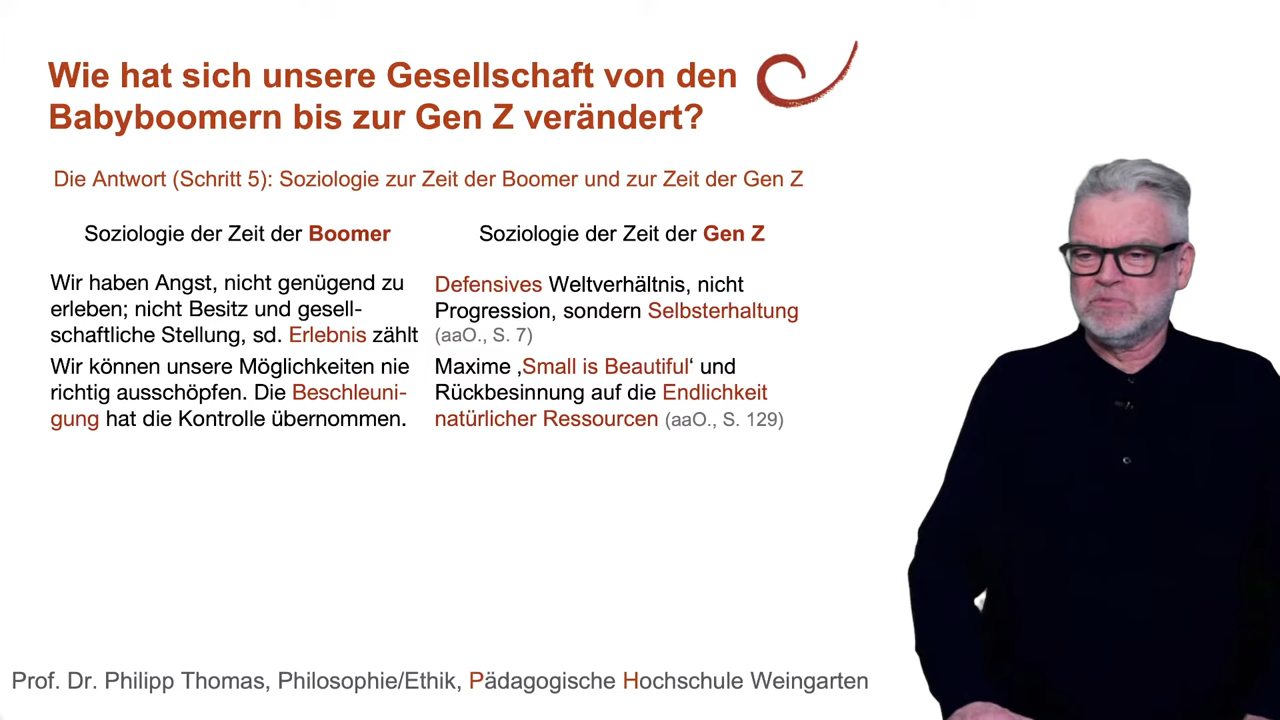 Wie hat sich unsere Gesellschaft von den
Babyboomern bis zur Gen Z verändert?
Die Antwort (Schritt 5): Soziologie zur Zeit der Boomer und zur Zeit der Gen Z
Soziologie der Zeit der Boomer
Wir haben Angst, nicht genügend zu
erleben; nicht Besitz und gesell-
schaftliche Stellung, sd. Erlebnis zählt
Wir können unsere Möglichkeiten nie
richtig ausschöpfen. Die Beschleuni-
gung hat die Kontrolle übernommen.
Soziologie der Zeit der Gen Z
Defensives Weltverhältnis, nicht
Progression, sondern Selbsterhaltung
(aaO., S. 7)
Maxime ‚Small is Beautiful‘ und
Rückbesinnung auf die Endlichkeit
natürlicher Ressourcen (aaO., S. 129)
Prof. Dr. Philipp Thomas, Philosophie/Ethik, Pädagogische Hochschule Weingarten